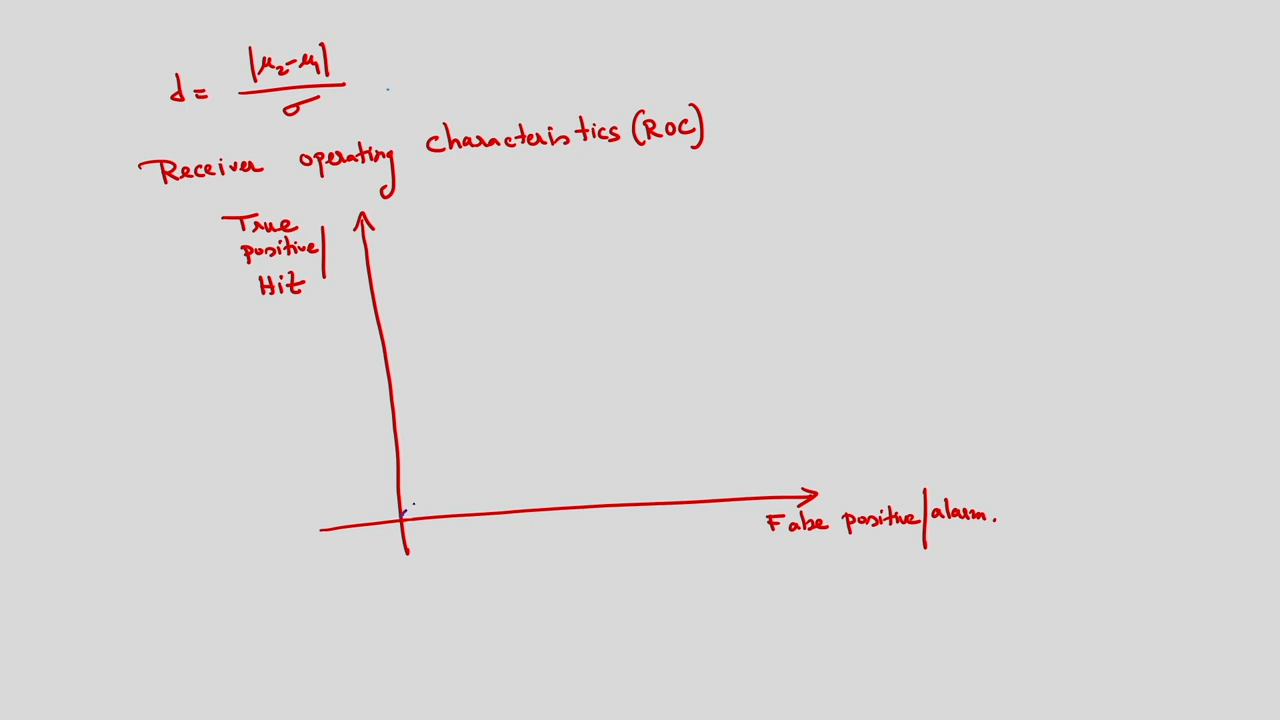 d = |μ₂-μ₁| / σ
Receiver operating characteristics (ROC)
True
positive |
Hit
False positive | alarm.